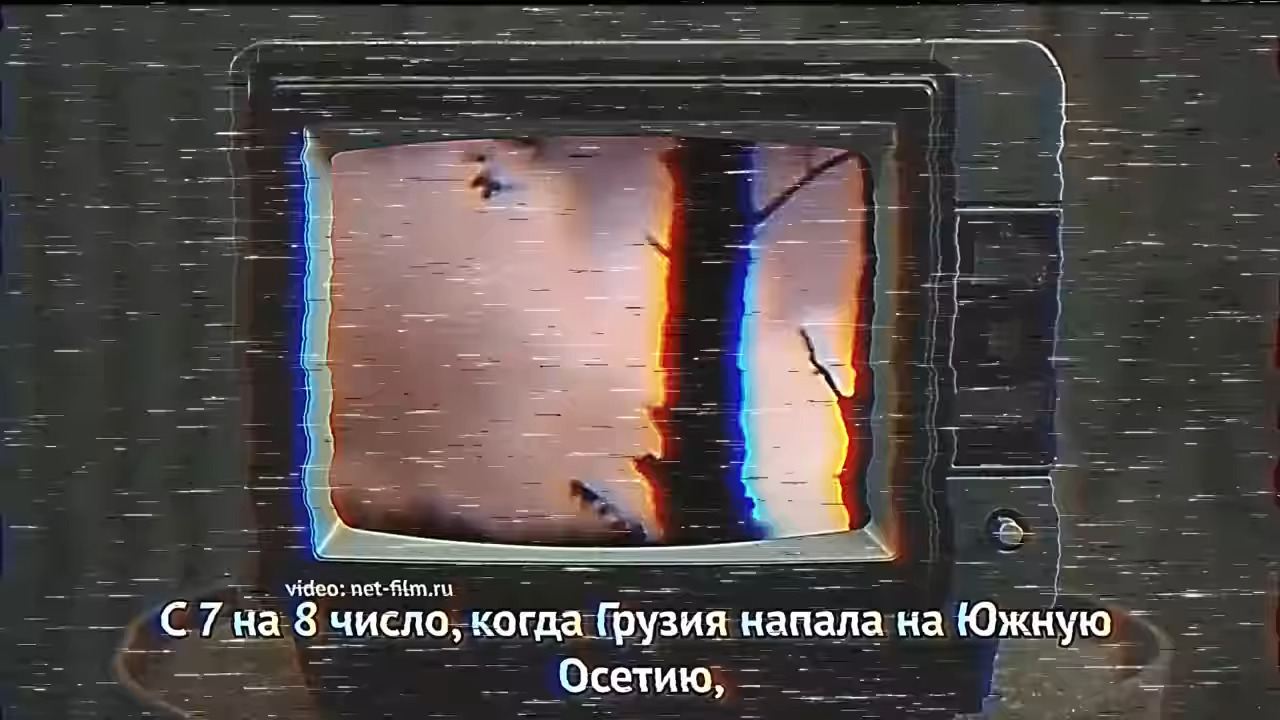 video: net-film.ru
С 7 на 8 число, когда Грузия напала на Южную
Осетию,